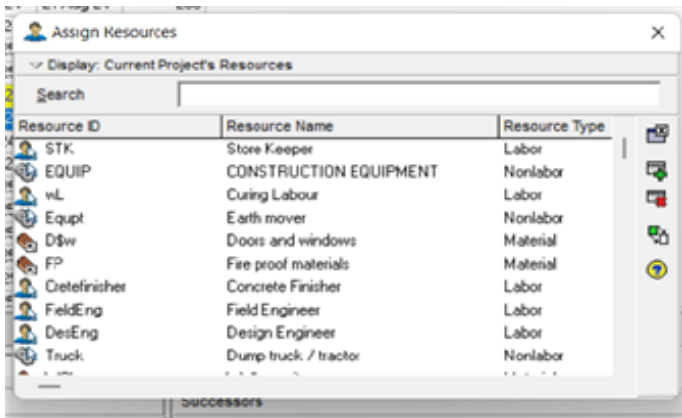 Assign Resources
Display: Current Project's Resources
Search
Resource ID Resource Name Resource Type
STK Store Keeper Labor
EQUIP CONSTRUCTION EQUIPMENT Nonlabor
wL Curing Labour Labor
Equpt Earth mover Nonlabor
D$w Doors and windows Material
FP Fire proof materials Material
Cretefinisher Concrete Finisher Labor
FieldEng Field Engineer Labor
DesEng Design Engineer Labor
Truck Dump truck / tractor Nonlabor
Successors